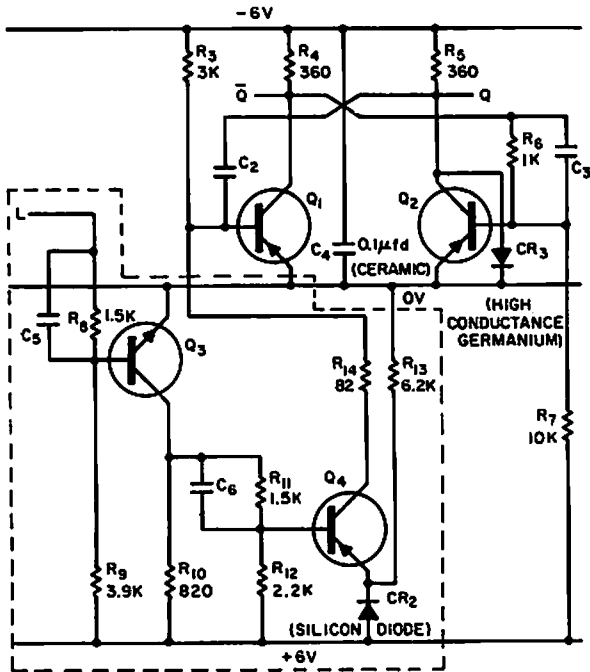 -6V
R3
3K
R4
360
R5
360
Q̅
Q
C2
R6
1K
C3
Q1
Q2
L
C4
0.1μfd
(CERAMIC)
CR3
0V
(HIGH
CONDUCTANCE
GERMANIUM)
R8
1.5K
C5
Q3
R14
82
R13
6.2K
R7
10K
C6
R11
1.5K
Q4
R9
3.9K
R10
820
R12
2.2K
CR2
(SILICON DIODE)
+6V